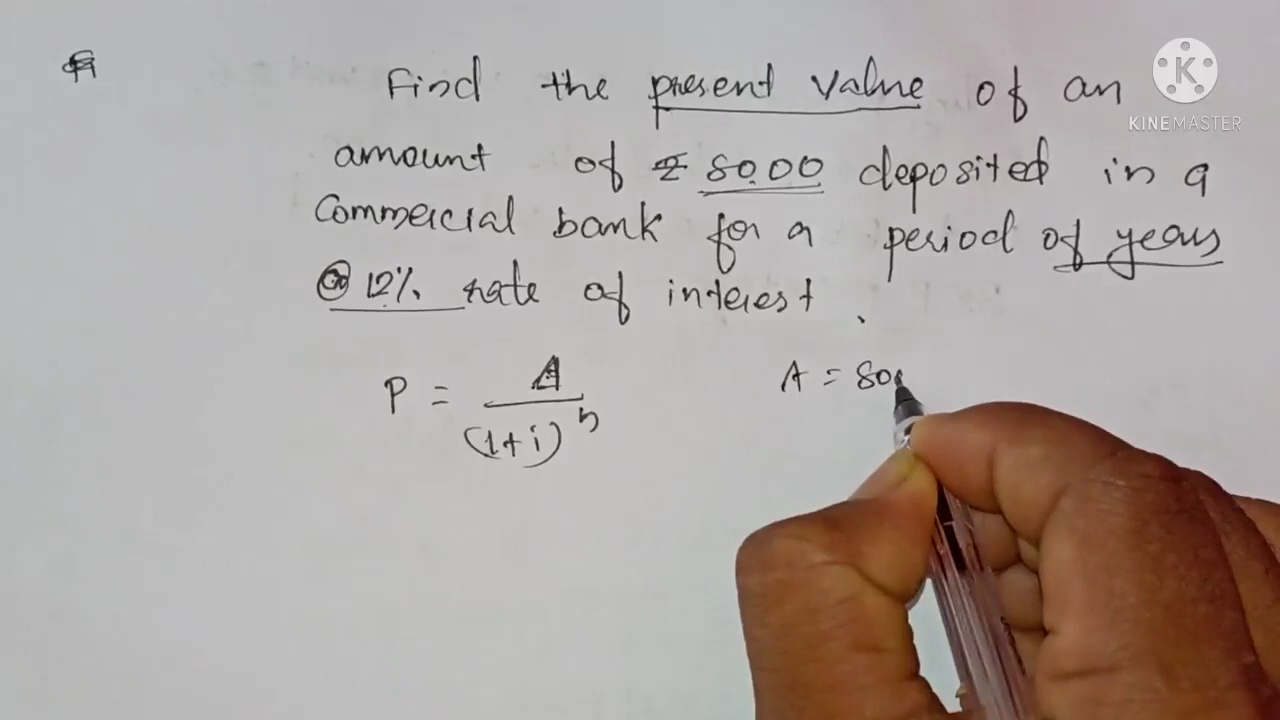 Find the present value of an
amount of ₹ 8000 deposited in a
Commercial bank for a period of years
@ 12% rate of interest.
P = A / (1+i)^n
A = 800
K
KINEMASTER